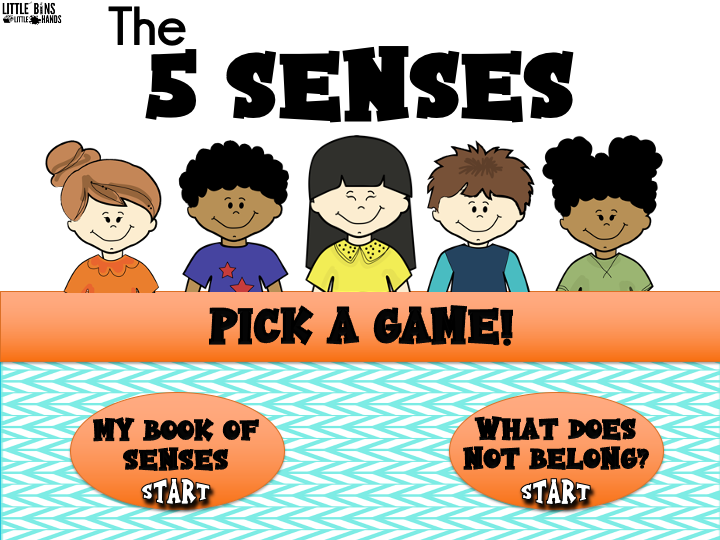 LITTLE BINS
for LITTLE HANDS
The
5 SENSES
PICK A GAME!
MY BOOK OF
SENSES
START
WHAT DOES
NOT BELONG?
START